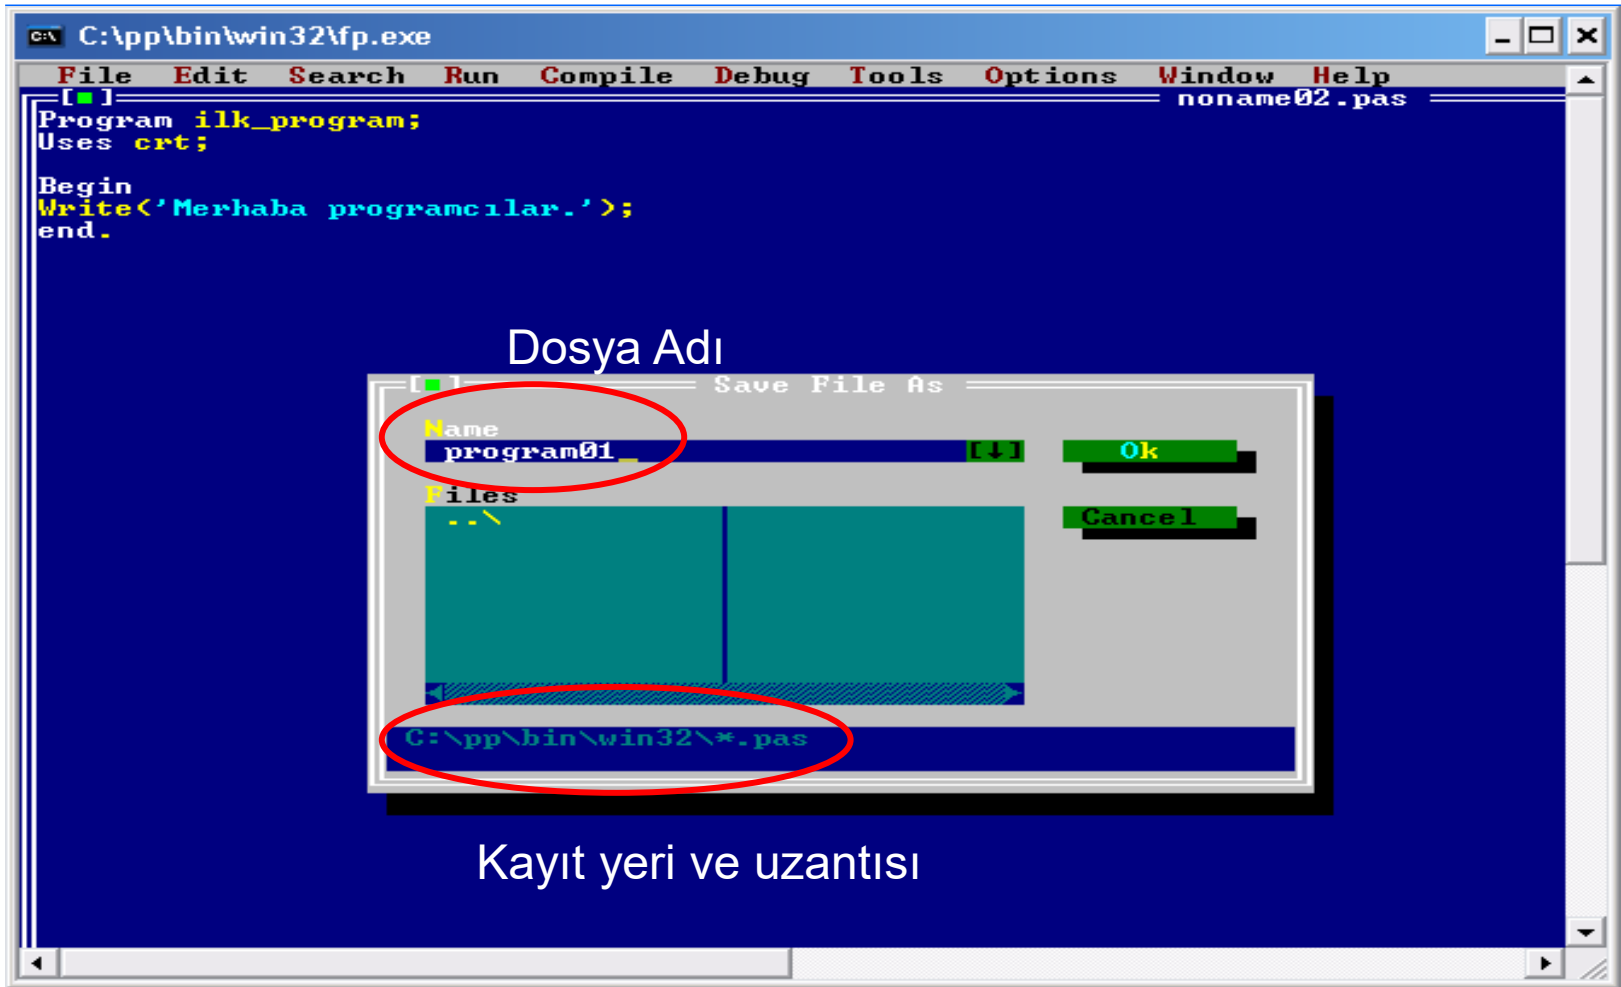 C:\pp\bin\win32\fp.exe
File Edit Search Run Compile Debug Tools Options Window Help
[■] noname02.pas
Program ilk_program;
Uses crt;
Begin
Write('Merhaba programcılar.');
end.
Dosya Adı
[■] Save File As
Name
program01_
[↓]
Ok
Files
..\
Cancel
C:\pp\bin\win32\*.pas
Kayıt yeri ve uzantısı